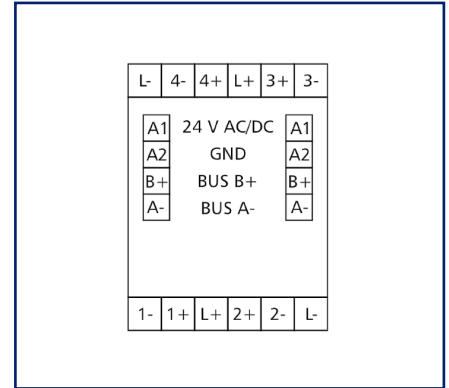 L- 4- 4+ L+ 3+ 3-
A1 24 V AC/DC A1
A2 GND A2
B+ BUS B+ B+
A- BUS A- A-
1- 1+ L+ 2+ 2- L-